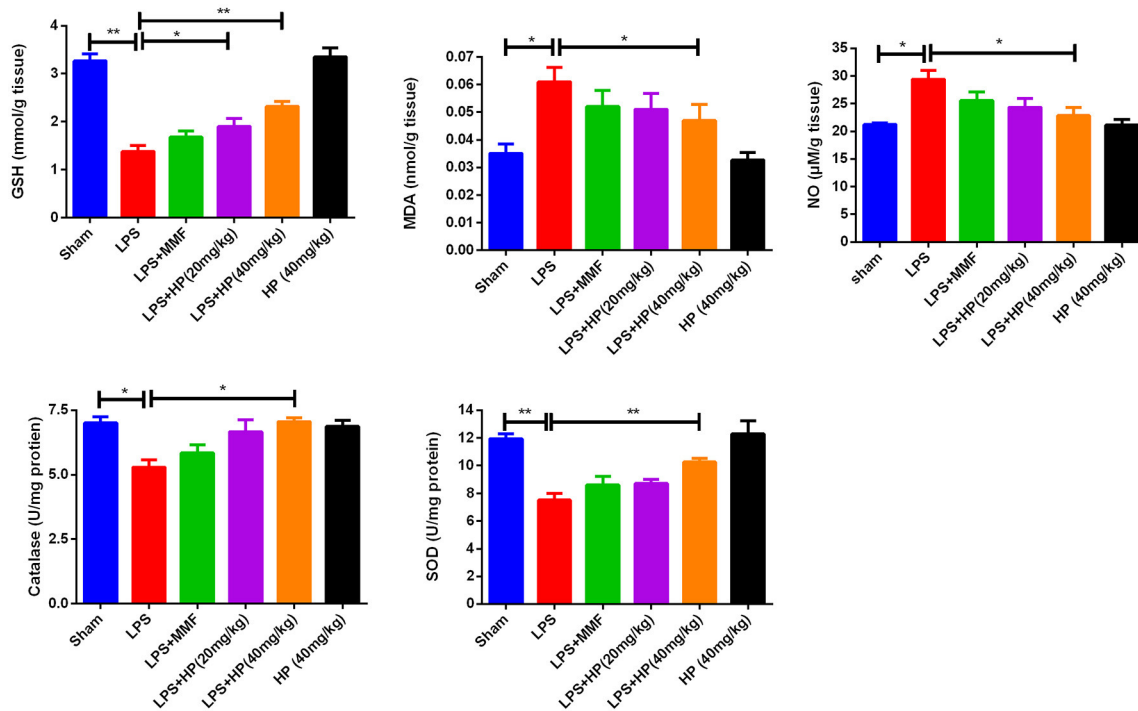 GSH (mmol/g tissue)
4
3
2
1
0
**
**
*
Sham
LPS
LPS+MMF
LPS+HP(20mg/kg)
LPS+HP(40mg/kg)
HP (40mg/kg)
MDA (nmol/g tissue)
0.07
0.06
0.05
0.04
0.03
0.02
0.01
0.00
*
*
Sham
LPS
LPS+MMF
LPS+HP(20mg/kg)
LPS+HP(40mg/kg)
HP (40mg/kg)
NO (µM/g tissue)
35
30
25
20
15
10
5
0
*
*
sham
LPS
LPS+MMF
LPS+HP(20mg/kg)
LPS+HP(40mg/kg)
HP (40mg/kg)
Catalase (U/mg protien)
7.5
5.0
2.5
0.0
*
*
Sham
LPS
LPS+MMF
LPS+HP(20mg/kg)
LPS+HP(40mg/kg)
HP (40mg/kg)
SOD (U/mg protein)
14
12
10
8
6
4
2
0
**
**
Sham
LPS
LPS+MMF
LPS+HP(20mg/kg)
LPS+HP(40mg/kg)
HP (40mg/kg)